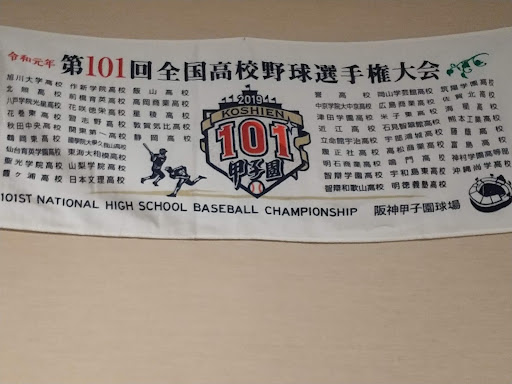 令和元年 第101回全国高校野球選手権大会
旭川大学高校 作新学院高校 飯山高校
北照高校 前橋育英高校 高岡商業高校
八戸学院光星高校 花咲徳栄高校 星稜高校
花巻東高校 習志野高校 敦賀気比高校
秋田中央高校 関東第一高校 静岡高校
鶴岡東高校 國學院大學久我山高校
仙台育英学園高校 東海大相模高校
聖光学院高校 山梨学院高校
霞ヶ浦高校 日本文理高校
2019
KOSHIEN
101
甲子園
誉高校 岡山学芸館高校 筑陽学園高校
中京学院大中京高校 広島商業高校 佐賀北高校
津田学園高校 米子東高校 海星高校
近江高校 石見智翠館高校 熊本工業高校
立命館宇治高校 宇部鴻城高校 藤蔭高校
履正社高校 高松商業高校 富島高校
明石商業高校 鳴門高校 神村学園高等部
智辯学園高校 宇和島東高校 沖縄尚学高校
智辯和歌山高校 明徳義塾高校
101ST NATIONAL HIGH SCHOOL BASEBALL CHAMPIONSHIP 阪神甲子園球場